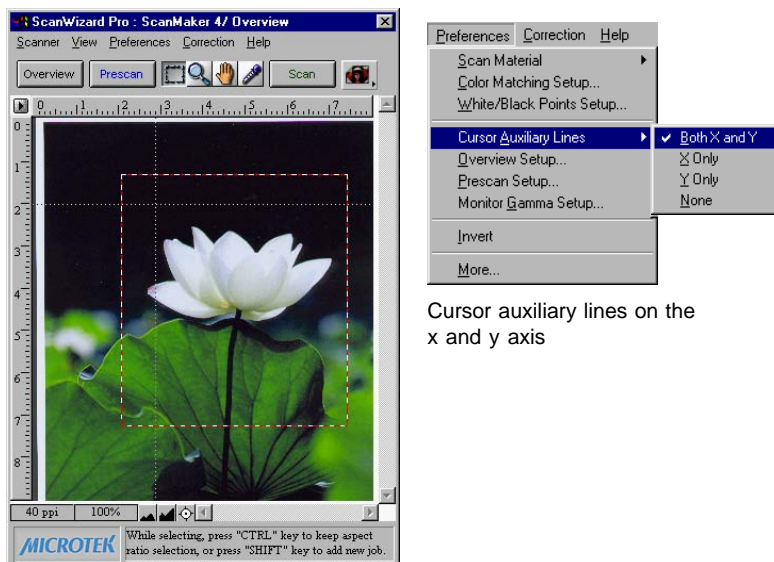 ScanWizard Pro : ScanMaker 4/ Overview
Scanner View Preferences Correction Help
Overview Prescan Scan
0 1 2 3 4 5 6 7
0
1
2
3
4
5
6
7
8
40 ppi 100%
MICROTEK
While selecting, press "CTRL" key to keep aspect
ratio selection, or press "SHIFT" key to add new job.
Preferences Correction Help
Scan Material
Color Matching Setup...
White/Black Points Setup...
Cursor Auxiliary Lines
Both X and Y
Overview Setup...
X Only
Prescan Setup...
Y Only
Monitor Gamma Setup...
None
Invert
More...
Cursor auxiliary lines on the
x and y axis